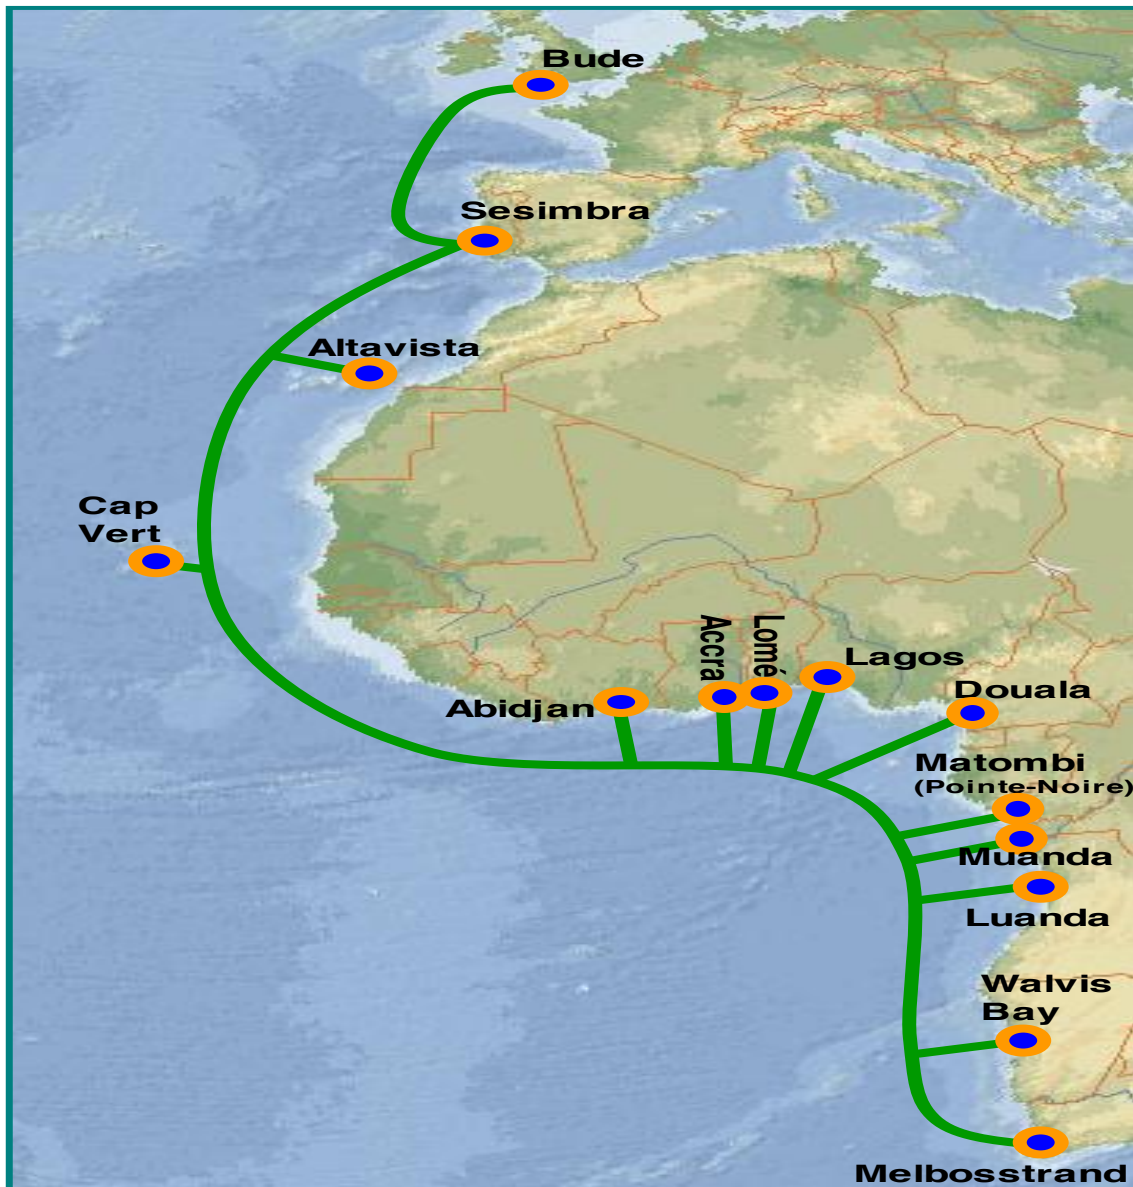 Bude
Sesimbra
Altavista
Cap
Vert
Accra
Lomé
Lagos
Abidjan
Douala
Matombi
(Pointe-Noire)
Muanda
Luanda
Walvis
Bay
Melbosstrand